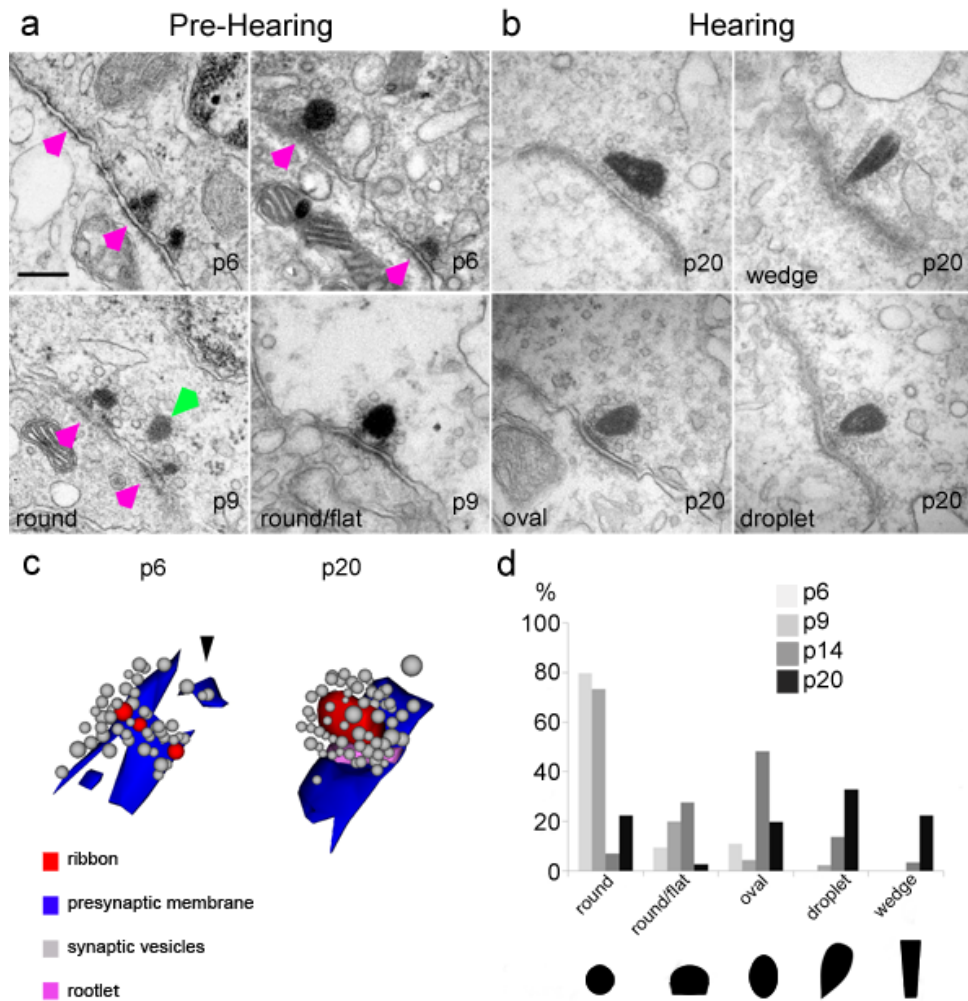 a Pre-Hearing b Hearing
p6 p6 p20 wedge p20
round p9 round/flat p9 oval p20 droplet p20
c d
p6 p20
%
p6
p9
p14
p20
100
80
60
40
20
0
round round/flat oval droplet wedge
ribbon
presynaptic membrane
synaptic vesicles
rootlet